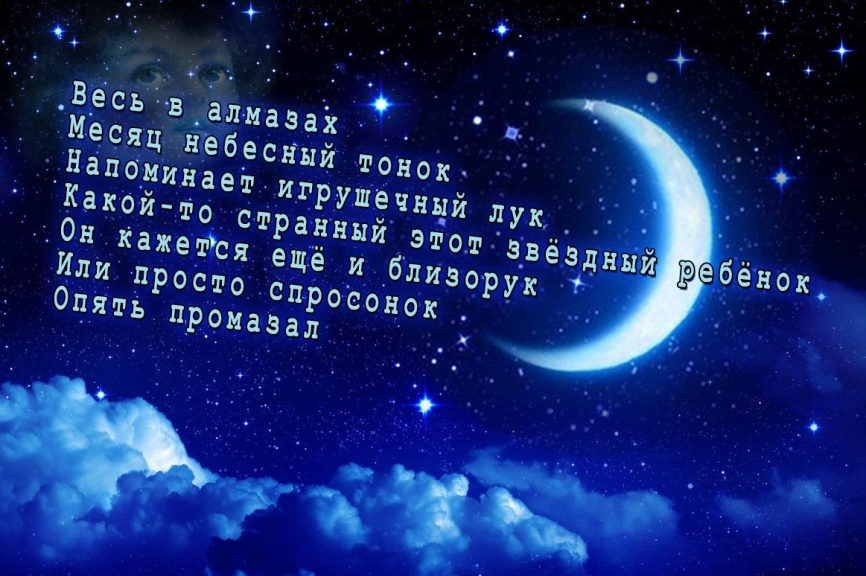 Весь в алмазах
Месяц небесный тонок
Напоминает игрушечный лук
Какой-то странный этот звёздный ребёнок
Он кажется ещё и близорук
Или просто спросонок
Опять промазал